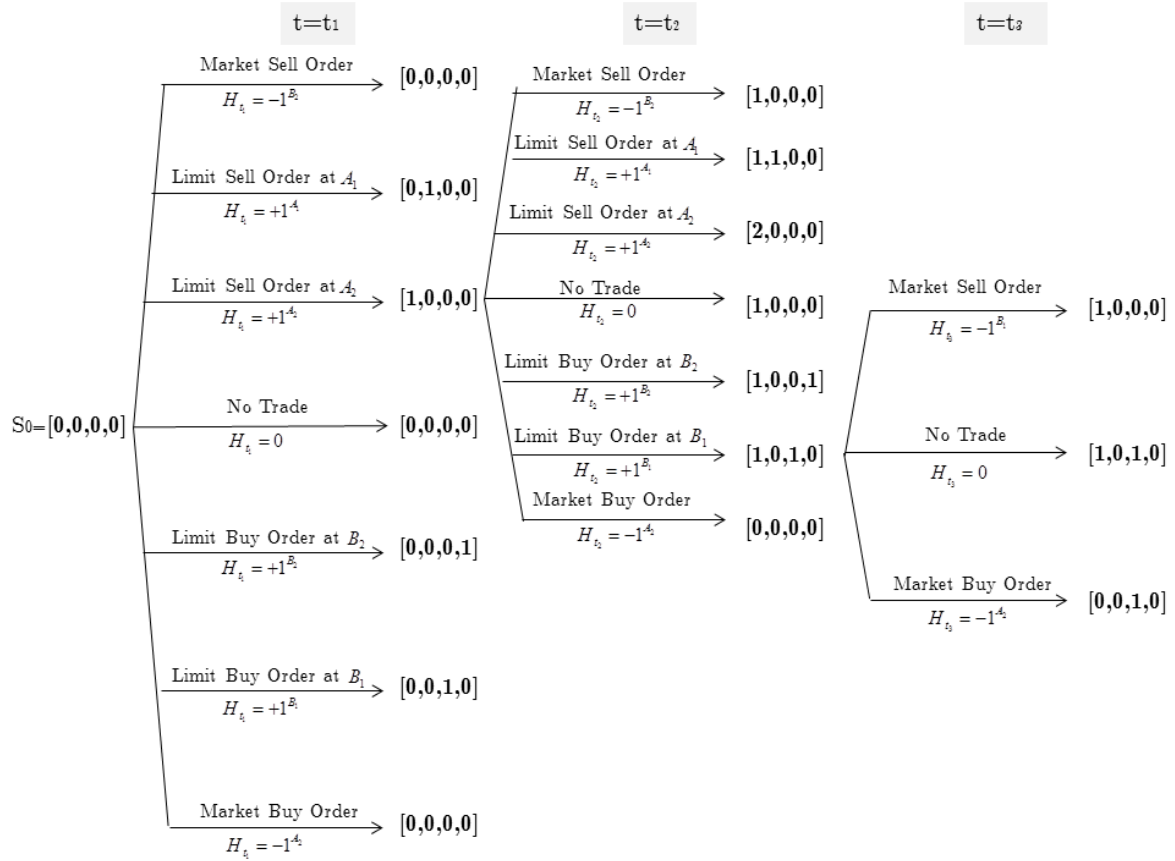 t=t₁
t=t₂
t=t₃
Market Sell Order
H_{t₁} = −1^{B₂}
[0,0,0,0]
Limit Sell Order at A₁
H_{t₁} = +1^{A₁}
[0,1,0,0]
Limit Sell Order at A₂
H_{t₁} = +1^{A₂}
[1,0,0,0]
S0=[0,0,0,0]
No Trade
H_{t₁} = 0
[0,0,0,0]
Limit Buy Order at B₂
H_{t₁} = +1^{B₂}
[0,0,0,1]
Limit Buy Order at B₁
H_{t₁} = +1^{B₁}
[0,0,1,0]
Market Buy Order
H_{t₁} = −1^{A₂}
[0,0,0,0]
Market Sell Order
H_{t₂} = −1^{B₂}
[1,0,0,0]
Limit Sell Order at A₁
H_{t₂} = +1^{A₁}
[1,1,0,0]
Limit Sell Order at A₂
H_{t₂} = +1^{A₂}
[2,0,0,0]
No Trade
H_{t₂} = 0
[1,0,0,0]
Limit Buy Order at B₂
H_{t₂} = +1^{B₂}
[1,0,0,1]
Limit Buy Order at B₁
H_{t₂} = +1^{B₁}
[1,0,1,0]
Market Buy Order
H_{t₂} = −1^{A₂}
[0,0,0,0]
Market Sell Order
H_{t₃} = −1^{B₁}
[1,0,0,0]
No Trade
H_{t₃} = 0
[1,0,1,0]
Market Buy Order
H_{t₃} = −1^{A₂}
[0,0,1,0]